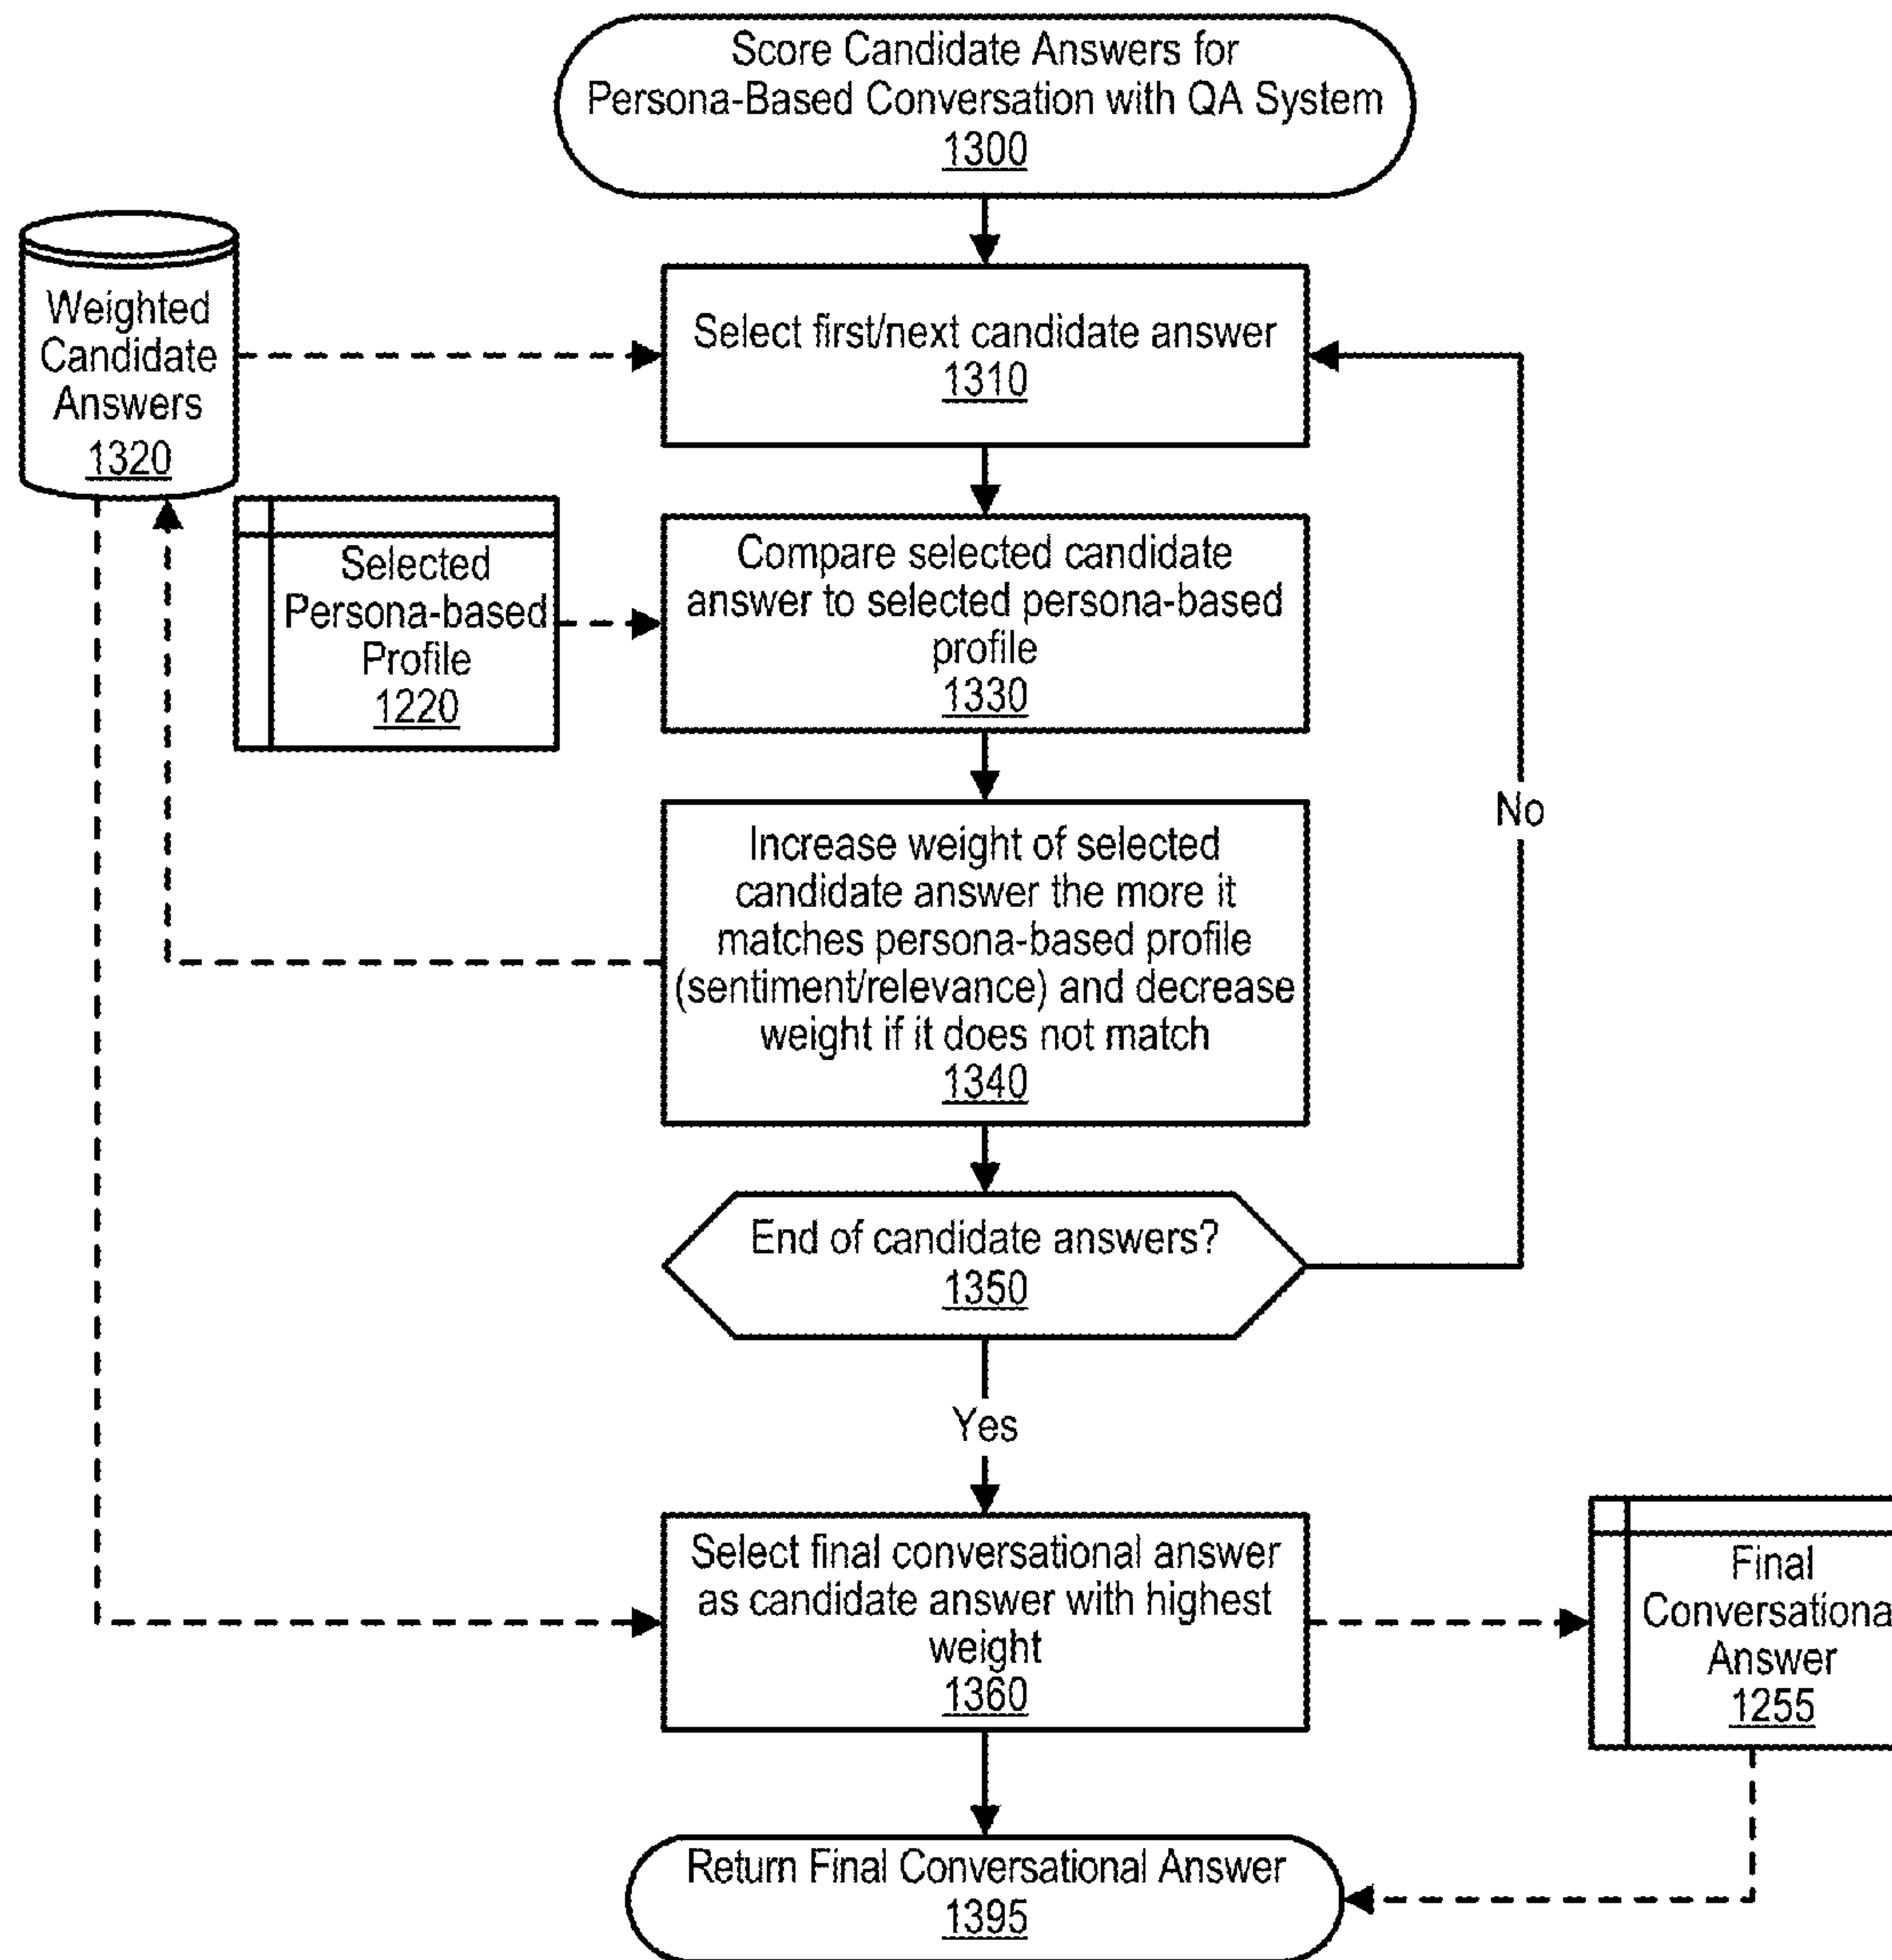 Score Candidate Answers for
Persona-Based Conversation with QA System
1300
Weighted
Candidate
Answers
1320
Select first/next candidate answer
1310
Selected
Persona-based
Profile
1220
Compare selected candidate
answer to selected persona-based
profile
1330
Increase weight of selected
candidate answer the more it
matches persona-based profile
(sentiment/relevance) and decrease
weight if it does not match
1340
No
End of candidate answers?
1350
Yes
Select final conversational answer
as candidate answer with highest
weight
1360
Final
Conversational
Answer
1255
Return Final Conversational Answer
1395